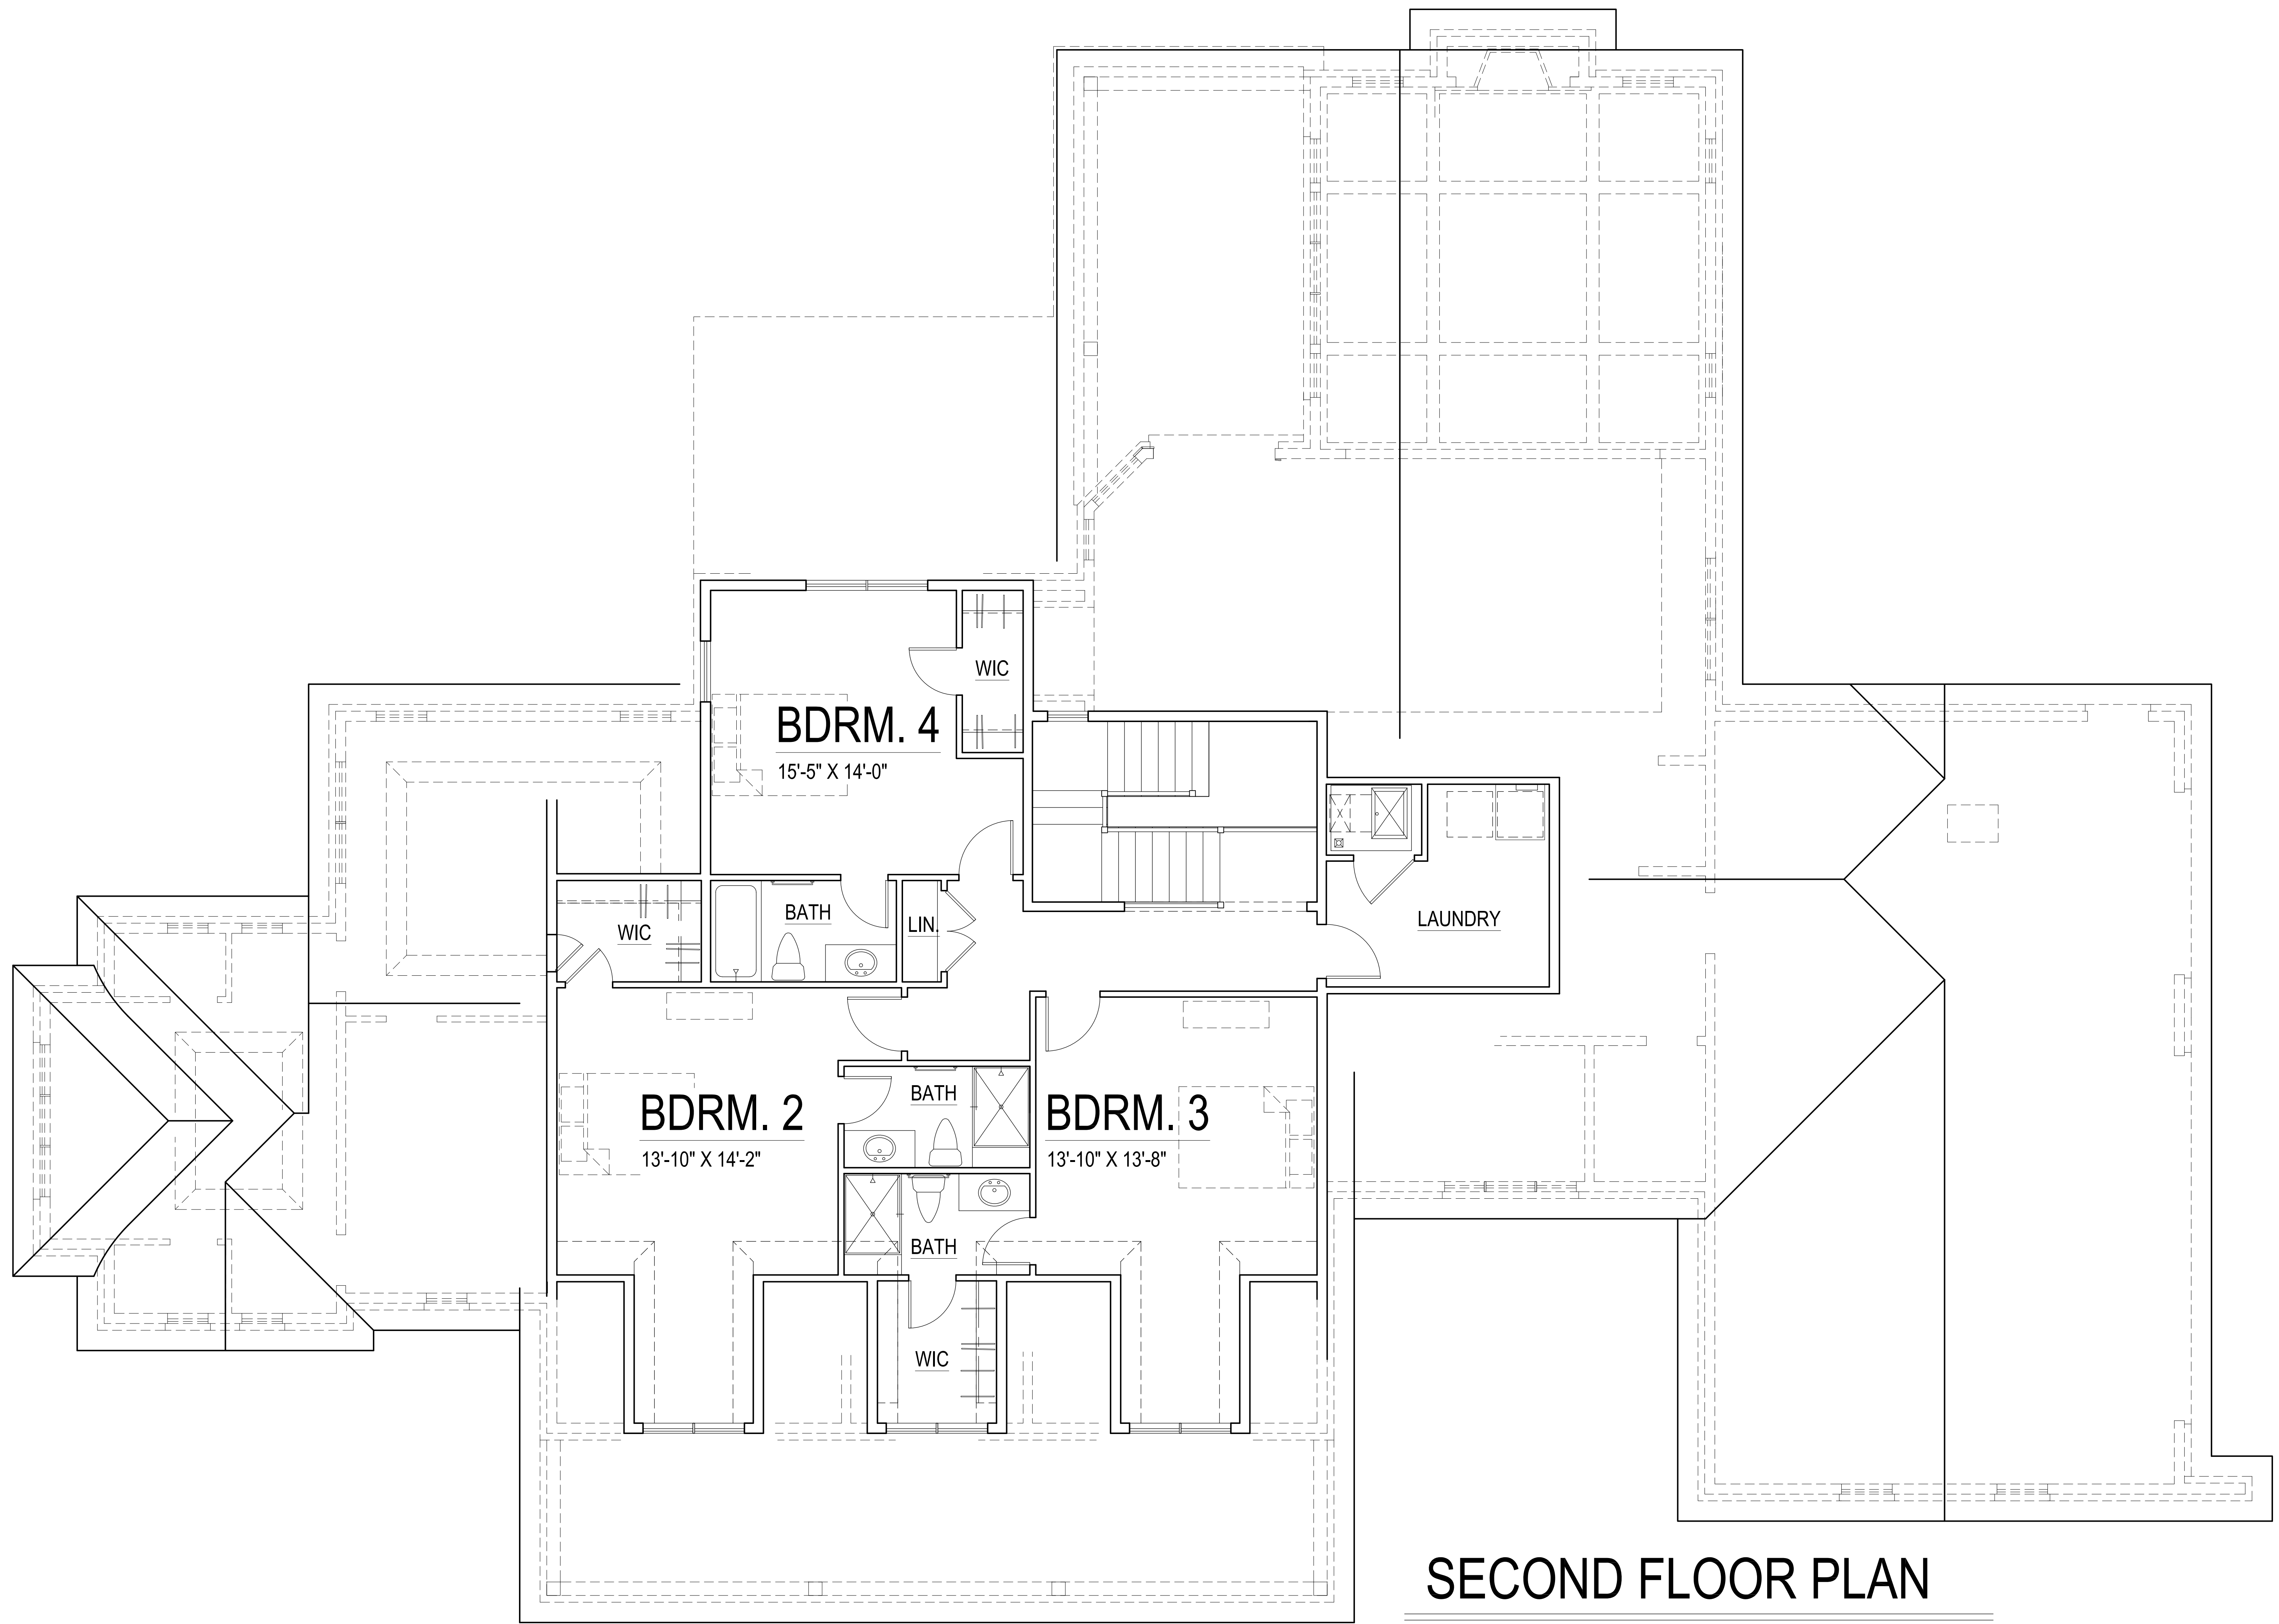 WIC
BDRM. 4
15'-5" X 14'-0"
BATH
LIN.
WIC
LAUNDRY
BDRM. 2
13'-10" X 14'-2"
BATH
BDRM. 3
13'-10" X 13'-8"
BATH
WIC
SECOND FLOOR PLAN